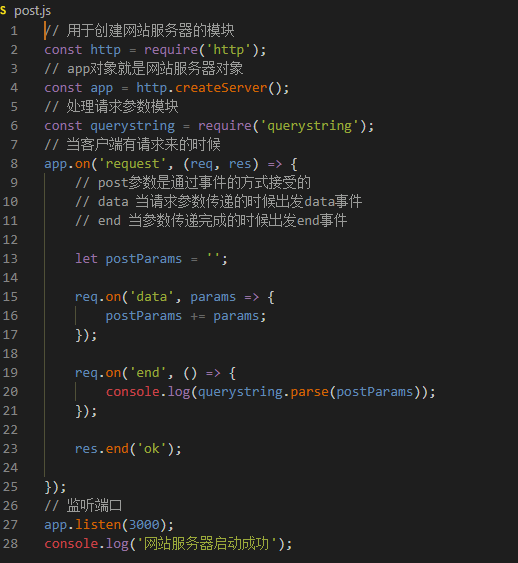 post.js
1 // 用于创建网站服务器的模块
2 const http = require('http');
3 // app对象就是网站服务器对象
4 const app = http.createServer();
5 // 处理请求参数模块
6 const querystring = require('querystring');
7 // 当客户端有请求来的时候
8 app.on('request', (req, res) => {
9     // post参数是通过事件的方式接受的
10     // data 当请求参数传递的时候出发data事件
11     // end 当参数传递完成的时候出发end事件
12
13     let postParams = '';
14
15     req.on('data', params => {
16         postParams += params;
17     });
18
19     req.on('end', () => {
20         console.log(querystring.parse(postParams));
21     });
22
23     res.end('ok');
24
25 });
26 // 监听端口
27 app.listen(3000);
28 console.log('网站服务器启动成功');